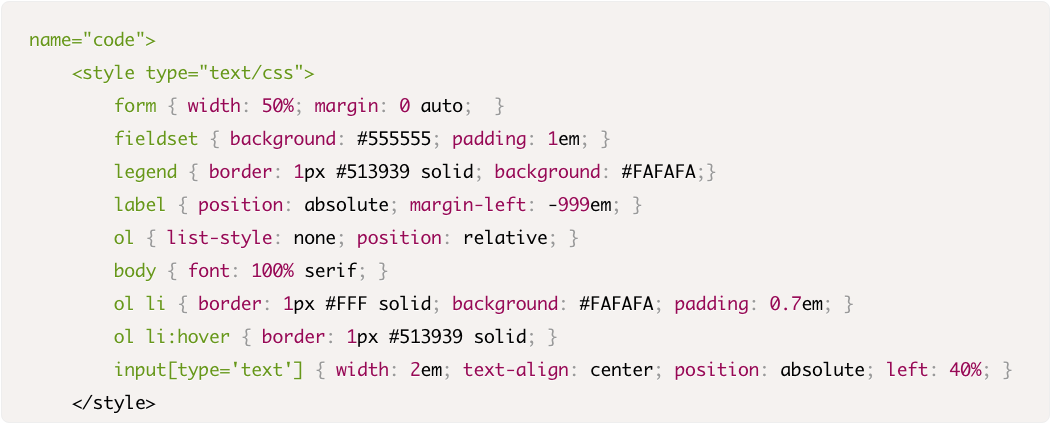 name="code">
    <style type="text/css">
        form { width: 50%; margin: 0 auto;  }
        fieldset { background: #555555; padding: 1em; }
        legend { border: 1px #513939 solid; background: #FAFAFA;}
        label { position: absolute; margin-left: -999em; }
        ol { list-style: none; position: relative; }
        body { font: 100% serif; }
        ol li { border: 1px #FFF solid; background: #FAFAFA; padding: 0.7em; }
        ol li:hover { border: 1px #513939 solid; }
        input[type='text'] { width: 2em; text-align: center; position: absolute; left: 40%; }
    </style>